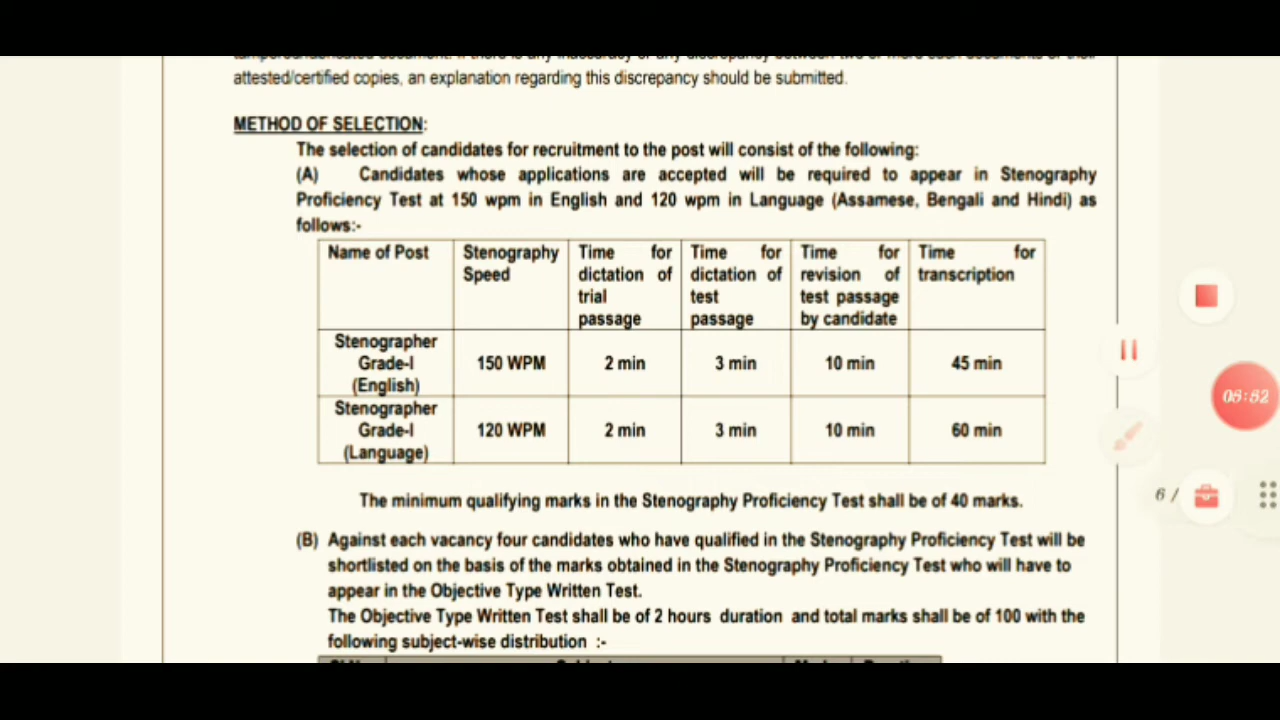 attested/certified copies, an explanation regarding this discrepancy should be submitted.
METHOD OF SELECTION:
The selection of candidates for recruitment to the post will consist of the following:
(A) Candidates whose applications are accepted will be required to appear in Stenography
Proficiency Test at 150 wpm in English and 120 wpm in Language (Assamese, Bengali and Hindi) as
follows:-
Name of Post
Stenography
Speed
Time for
dictation of
trial
passage
Time for
dictation of
test
passage
Time for
revision of
test passage
by candidate
Time for
transcription
Stenographer
Grade-I
(English)
150 WPM
2 min
3 min
10 min
45 min
Stenographer
Grade-I
(Language)
120 WPM
2 min
3 min
10 min
60 min
The minimum qualifying marks in the Stenography Proficiency Test shall be of 40 marks.
(B) Against each vacancy four candidates who have qualified in the Stenography Proficiency Test will be
shortlisted on the basis of the marks obtained in the Stenography Proficiency Test who will have to
appear in the Objective Type Written Test.
The Objective Type Written Test shall be of 2 hours duration and total marks shall be of 100 with the
following subject-wise distribution :-
6 /